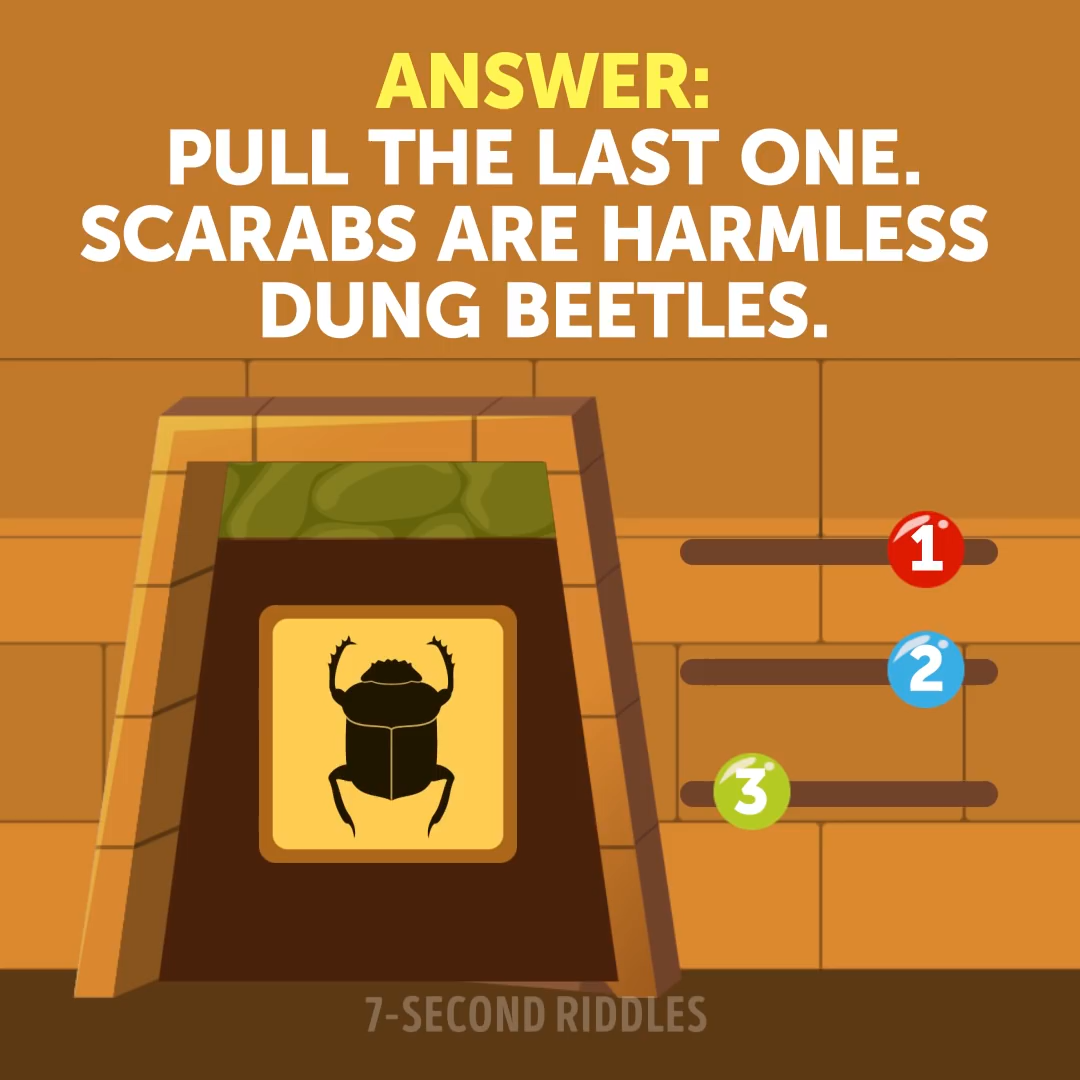 ANSWER:
PULL THE LAST ONE.
SCARABS ARE HARMLESS
DUNG BEETLES.
1
2
3
7-SECOND RIDDLES